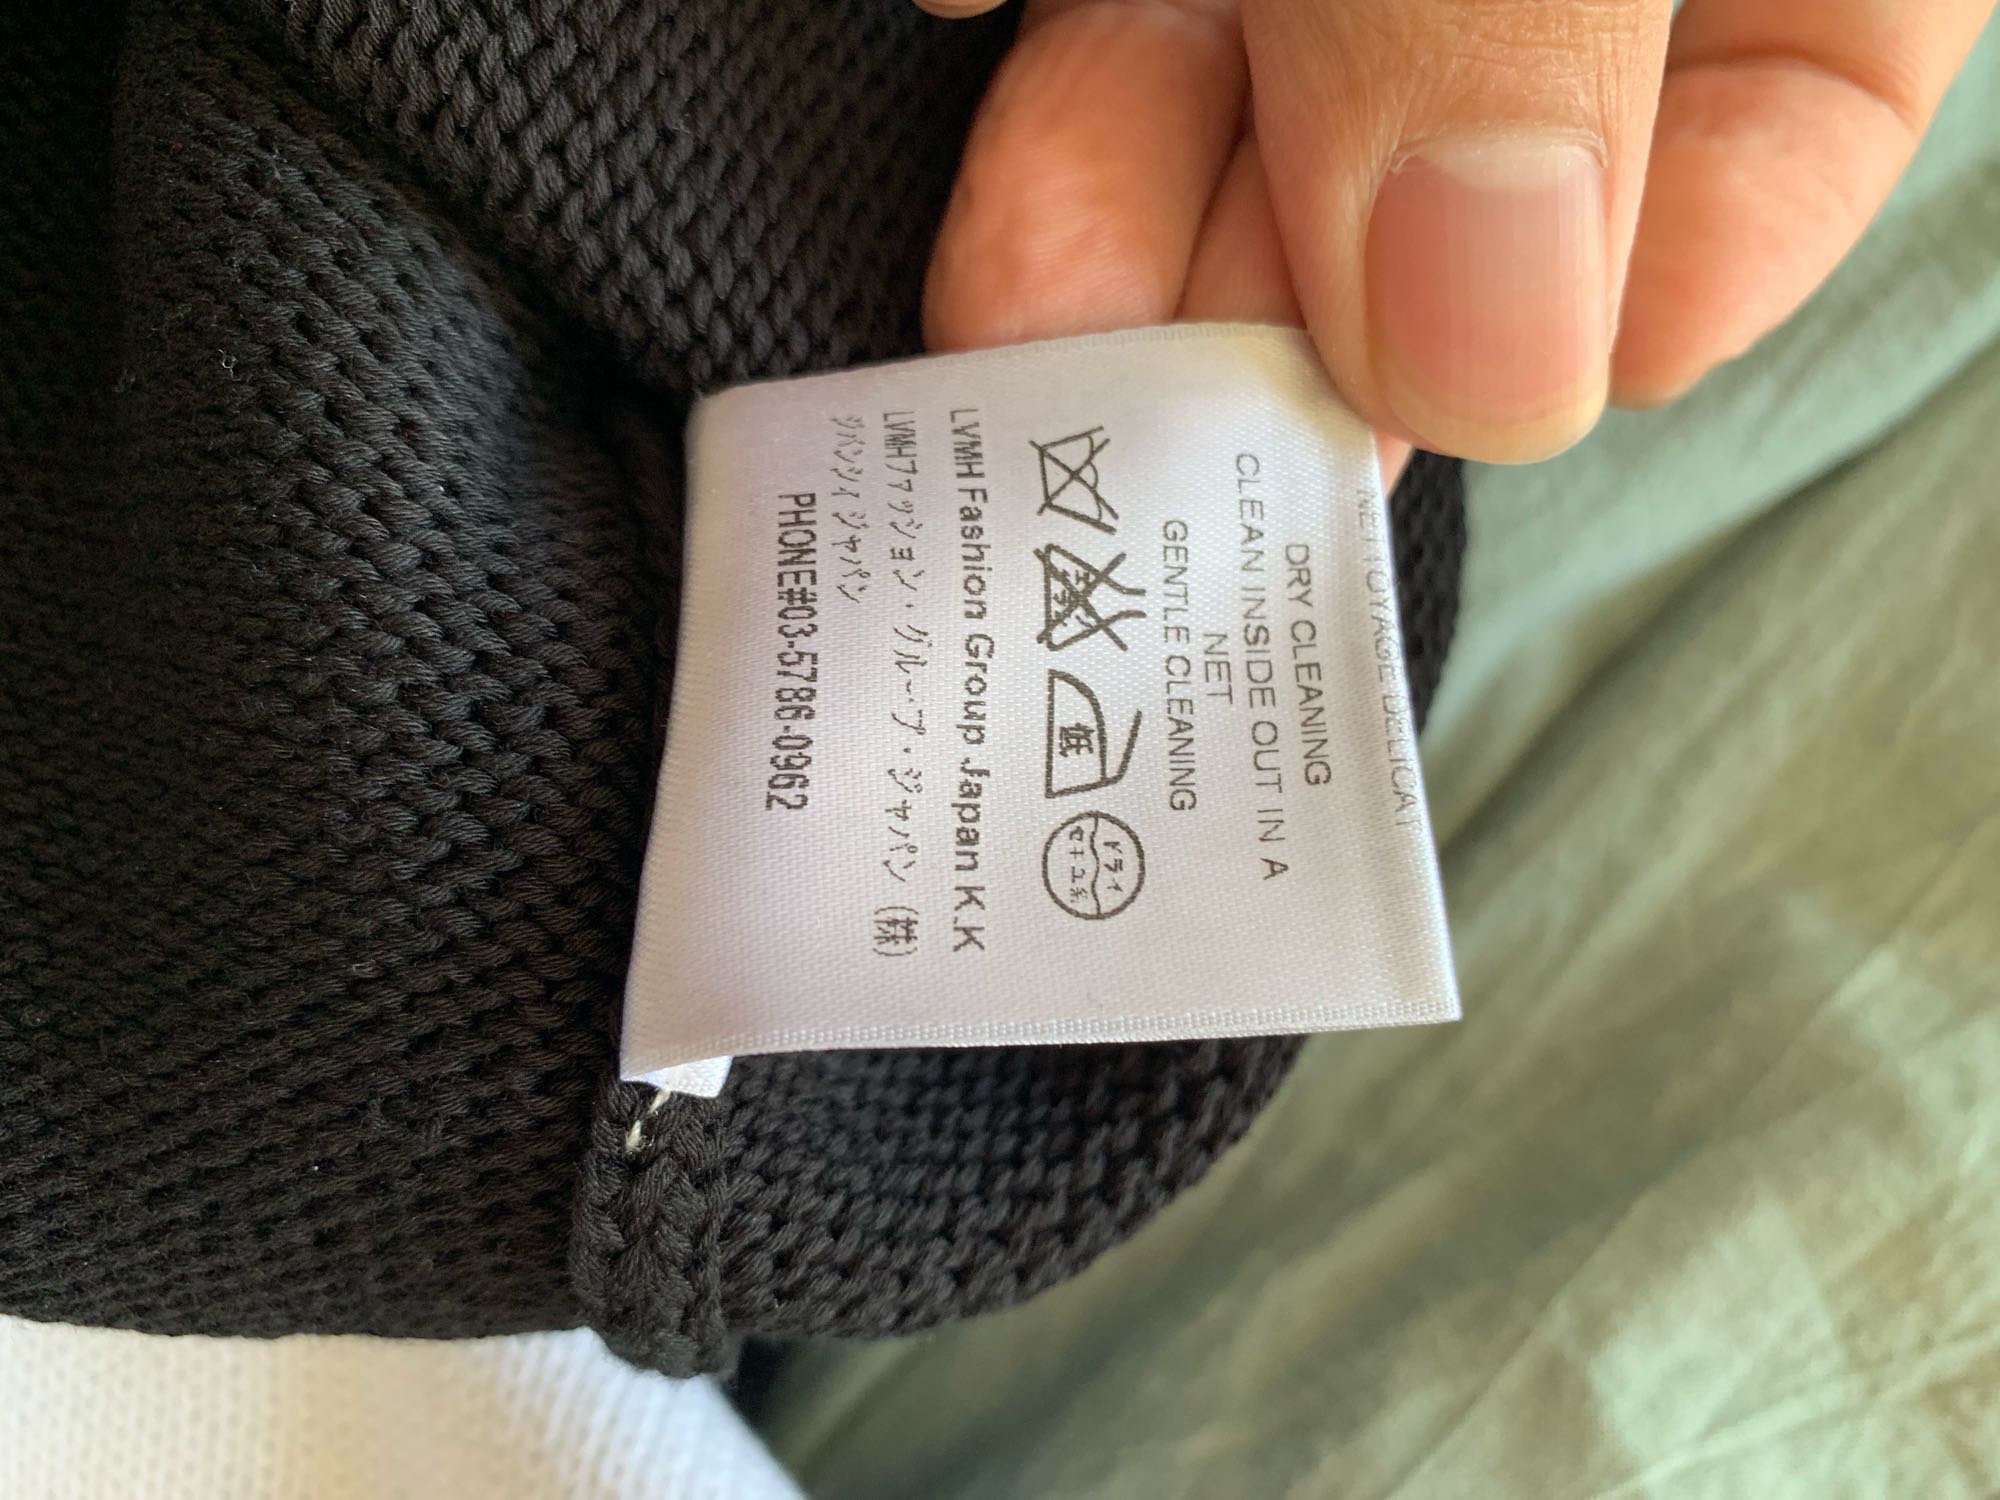 NETTOYAGE DELICAT
DRY CLEANING
CLEAN INSIDE OUT IN A
NET
GENTLE CLEANING
低
ドライ
セキユ系
LVMH Fashion Group Japan K.K
LVMHファッション・グループ・ジャパン (株)
ジバンシィ ジャパン
PHONE#03-5786-0962